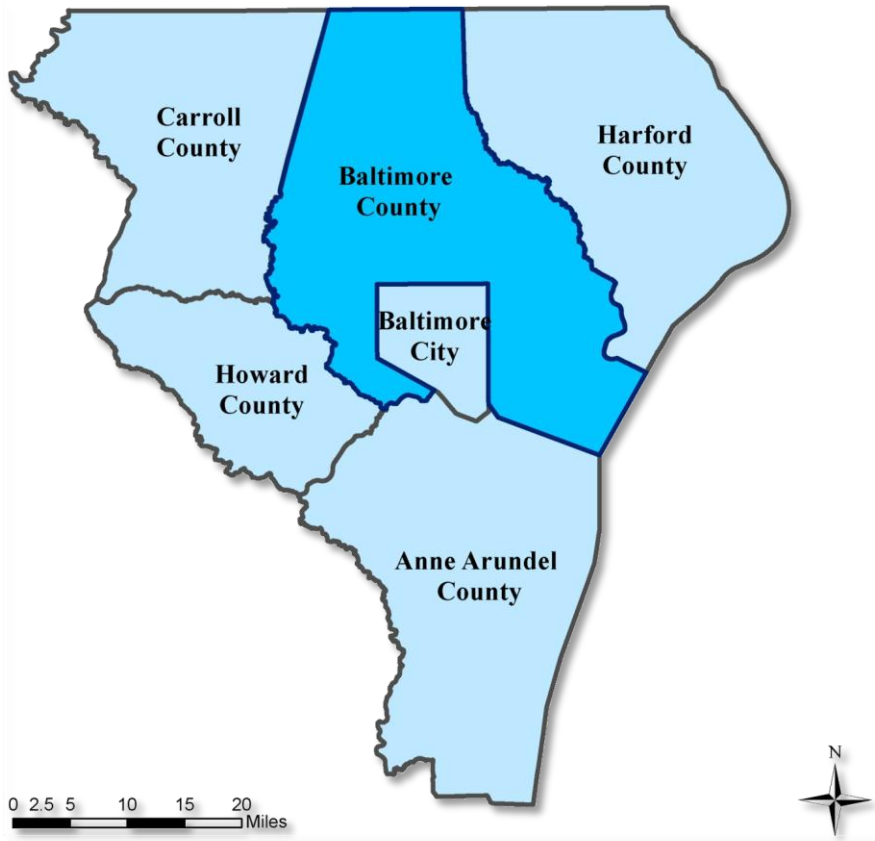 Carroll
County
Harford
County
Baltimore
County
Baltimore
City
Howard
County
Anne Arundel
County
N
0 2.5 5 10 15 20
Miles